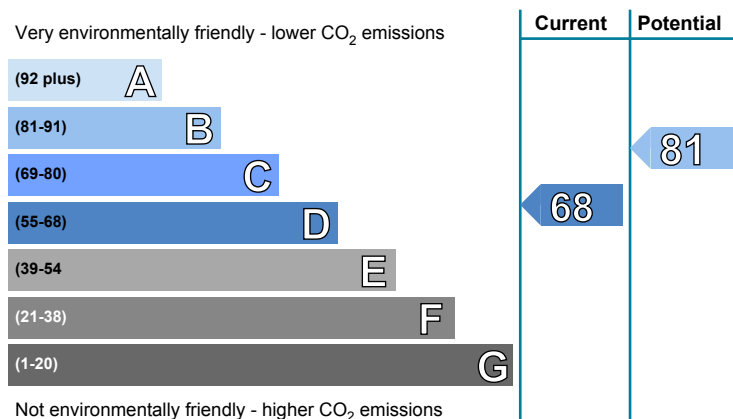 Very environmentally friendly - lower CO2 emissions
Current
Potential
(92 plus) A
(81-91) B
(69-80) C
(55-68) D
(39-54 E
(21-38) F
(1-20) G
68
81
Not environmentally friendly - higher CO2 emissions